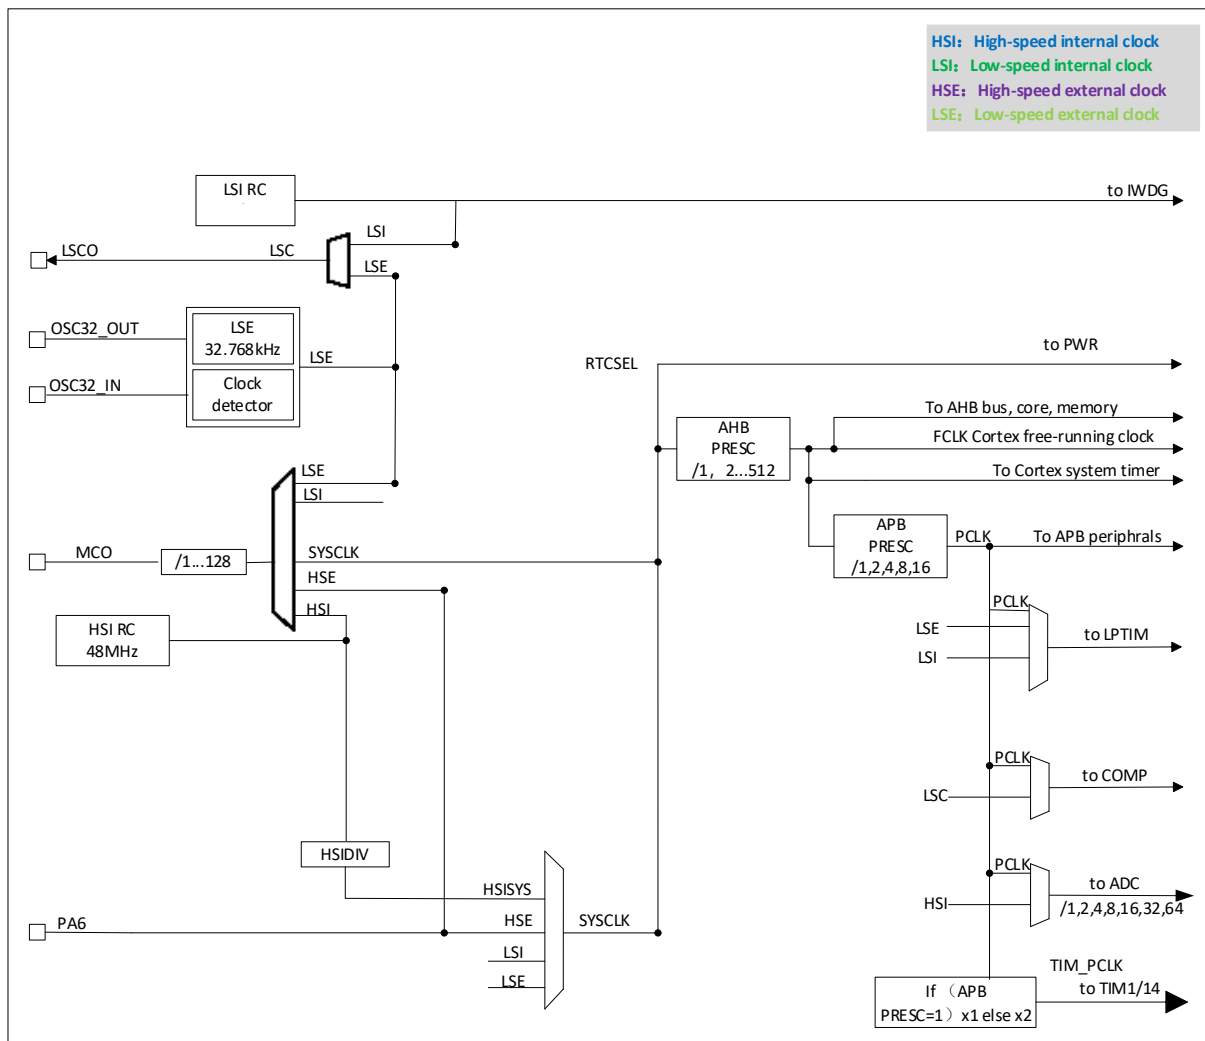 HSI： High-speed internal clock
LSI： Low-speed internal clock
HSE： High-speed external clock
LSE： Low-speed external clock
LSI RC
to IWDG
LSI
LSCO
LSC
LSE
OSC32_OUT
LSE
32.768kHz
LSE
OSC32_IN
Clock
detector
RTCSEL
to PWR
AHB
PRESC
/1， 2...512
To AHB bus, core, memory
FCLK Cortex free-running clock
To Cortex system timer
LSE
LSI
MCO
/1...128
SYSCLK
HSE
HSI
APB
PRESC
/1,2,4,8,16
PCLK
To APB periphrals
HSI RC
48MHz
PCLK
LSE
LSI
to LPTIM
PCLK
LSC
to COMP
HSIDIV
PCLK
HSI
to ADC
/1,2,4,8,16,32,64
HSISYS
PA6
HSE
SYSCLK
LSI
LSE
TIM_PCLK
to TIM1/14
If （APB
PRESC=1）x1 else x2